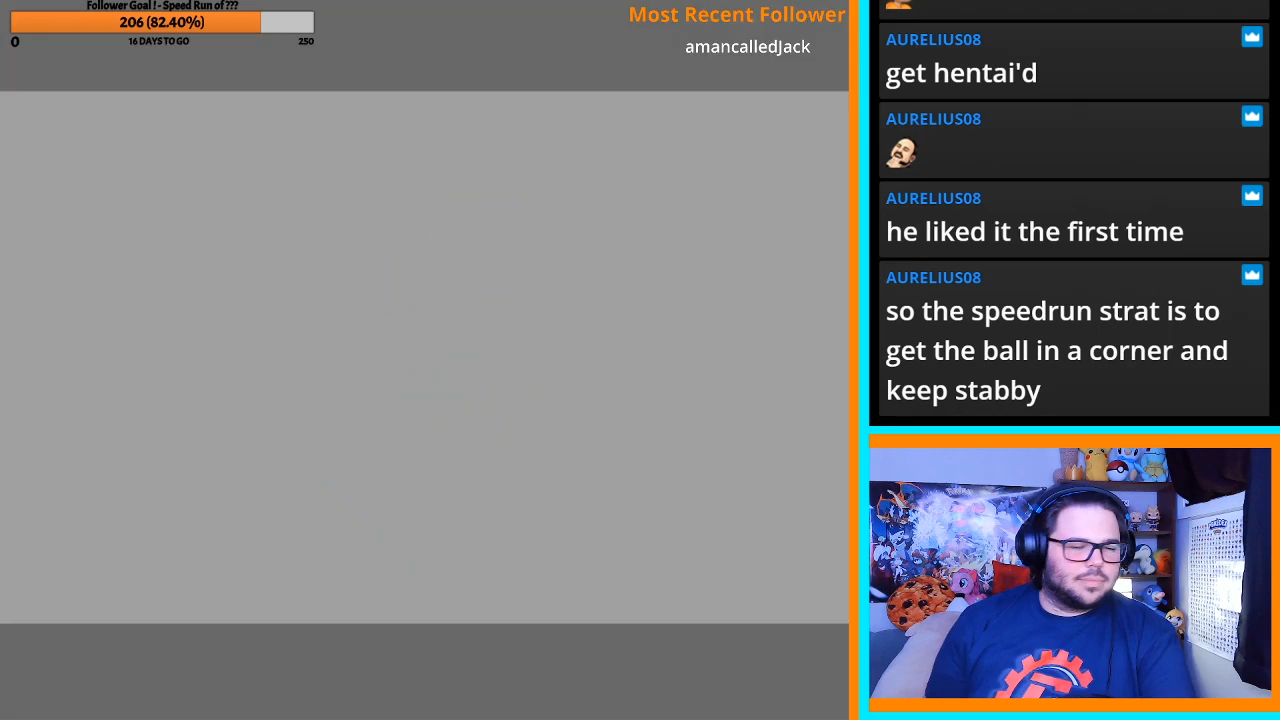 Follower Goal ! - Speed Run of ???
206 (82.40%)
0
16 DAYS TO GO
250
Most Recent Follower
amancalledJack
AURELIUS08
get hentai'd
AURELIUS08
AURELIUS08
he liked it the first time
AURELIUS08
so the speedrun strat is to
get the ball in a corner and
keep stabby